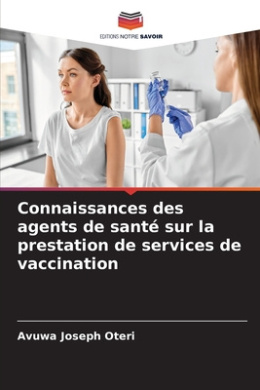 EDITIONS NOTRE SAVOIR
Connaissances des
agents de santé sur la
prestation de services de
vaccination
Avuwa Joseph Oteri